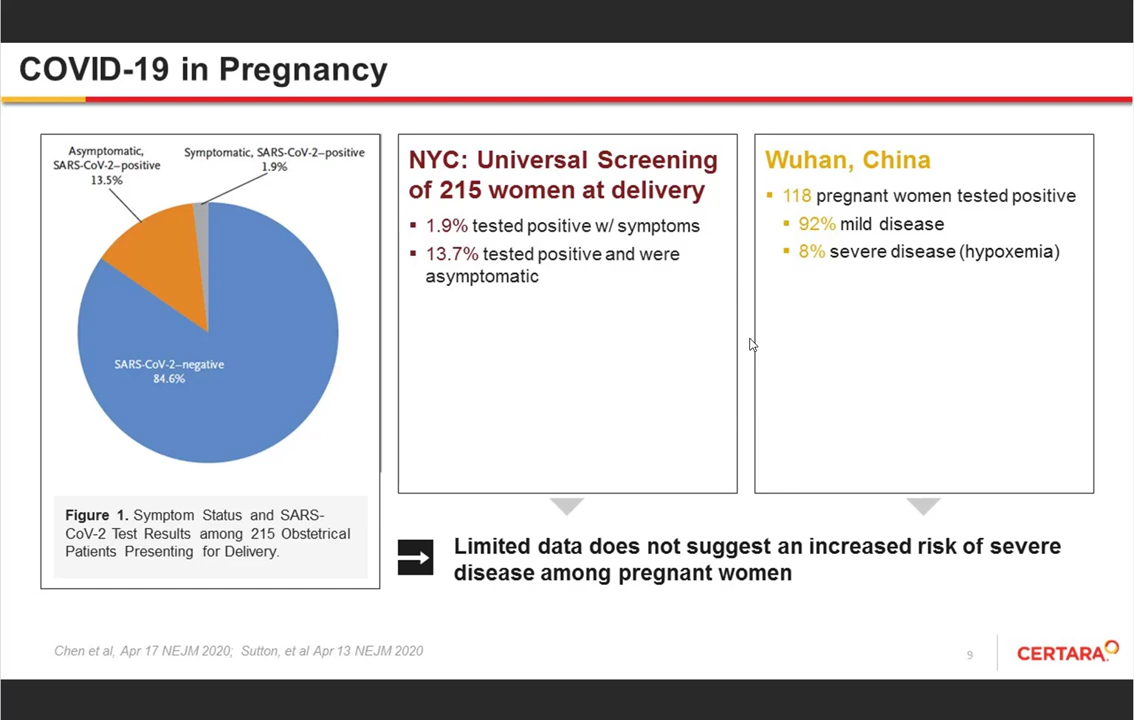 COVID-19 in Pregnancy
Asymptomatic,
SARS-CoV-2–positive
13.5%
Symptomatic, SARS-CoV-2–positive
1.9%
SARS-CoV-2–negative
84.6%
Figure 1. Symptom Status and SARS-
CoV-2 Test Results among 215 Obstetrical
Patients Presenting for Delivery.
NYC: Universal Screening
of 215 women at delivery
▪ 1.9% tested positive w/ symptoms
▪ 13.7% tested positive and were
asymptomatic
Wuhan, China
▪ 118 pregnant women tested positive
▪ 92% mild disease
▪ 8% severe disease (hypoxemia)
Limited data does not suggest an increased risk of severe
disease among pregnant women
Chen et al, Apr 17 NEJM 2020; Sutton, et al Apr 13 NEJM 2020
9
CERTARA